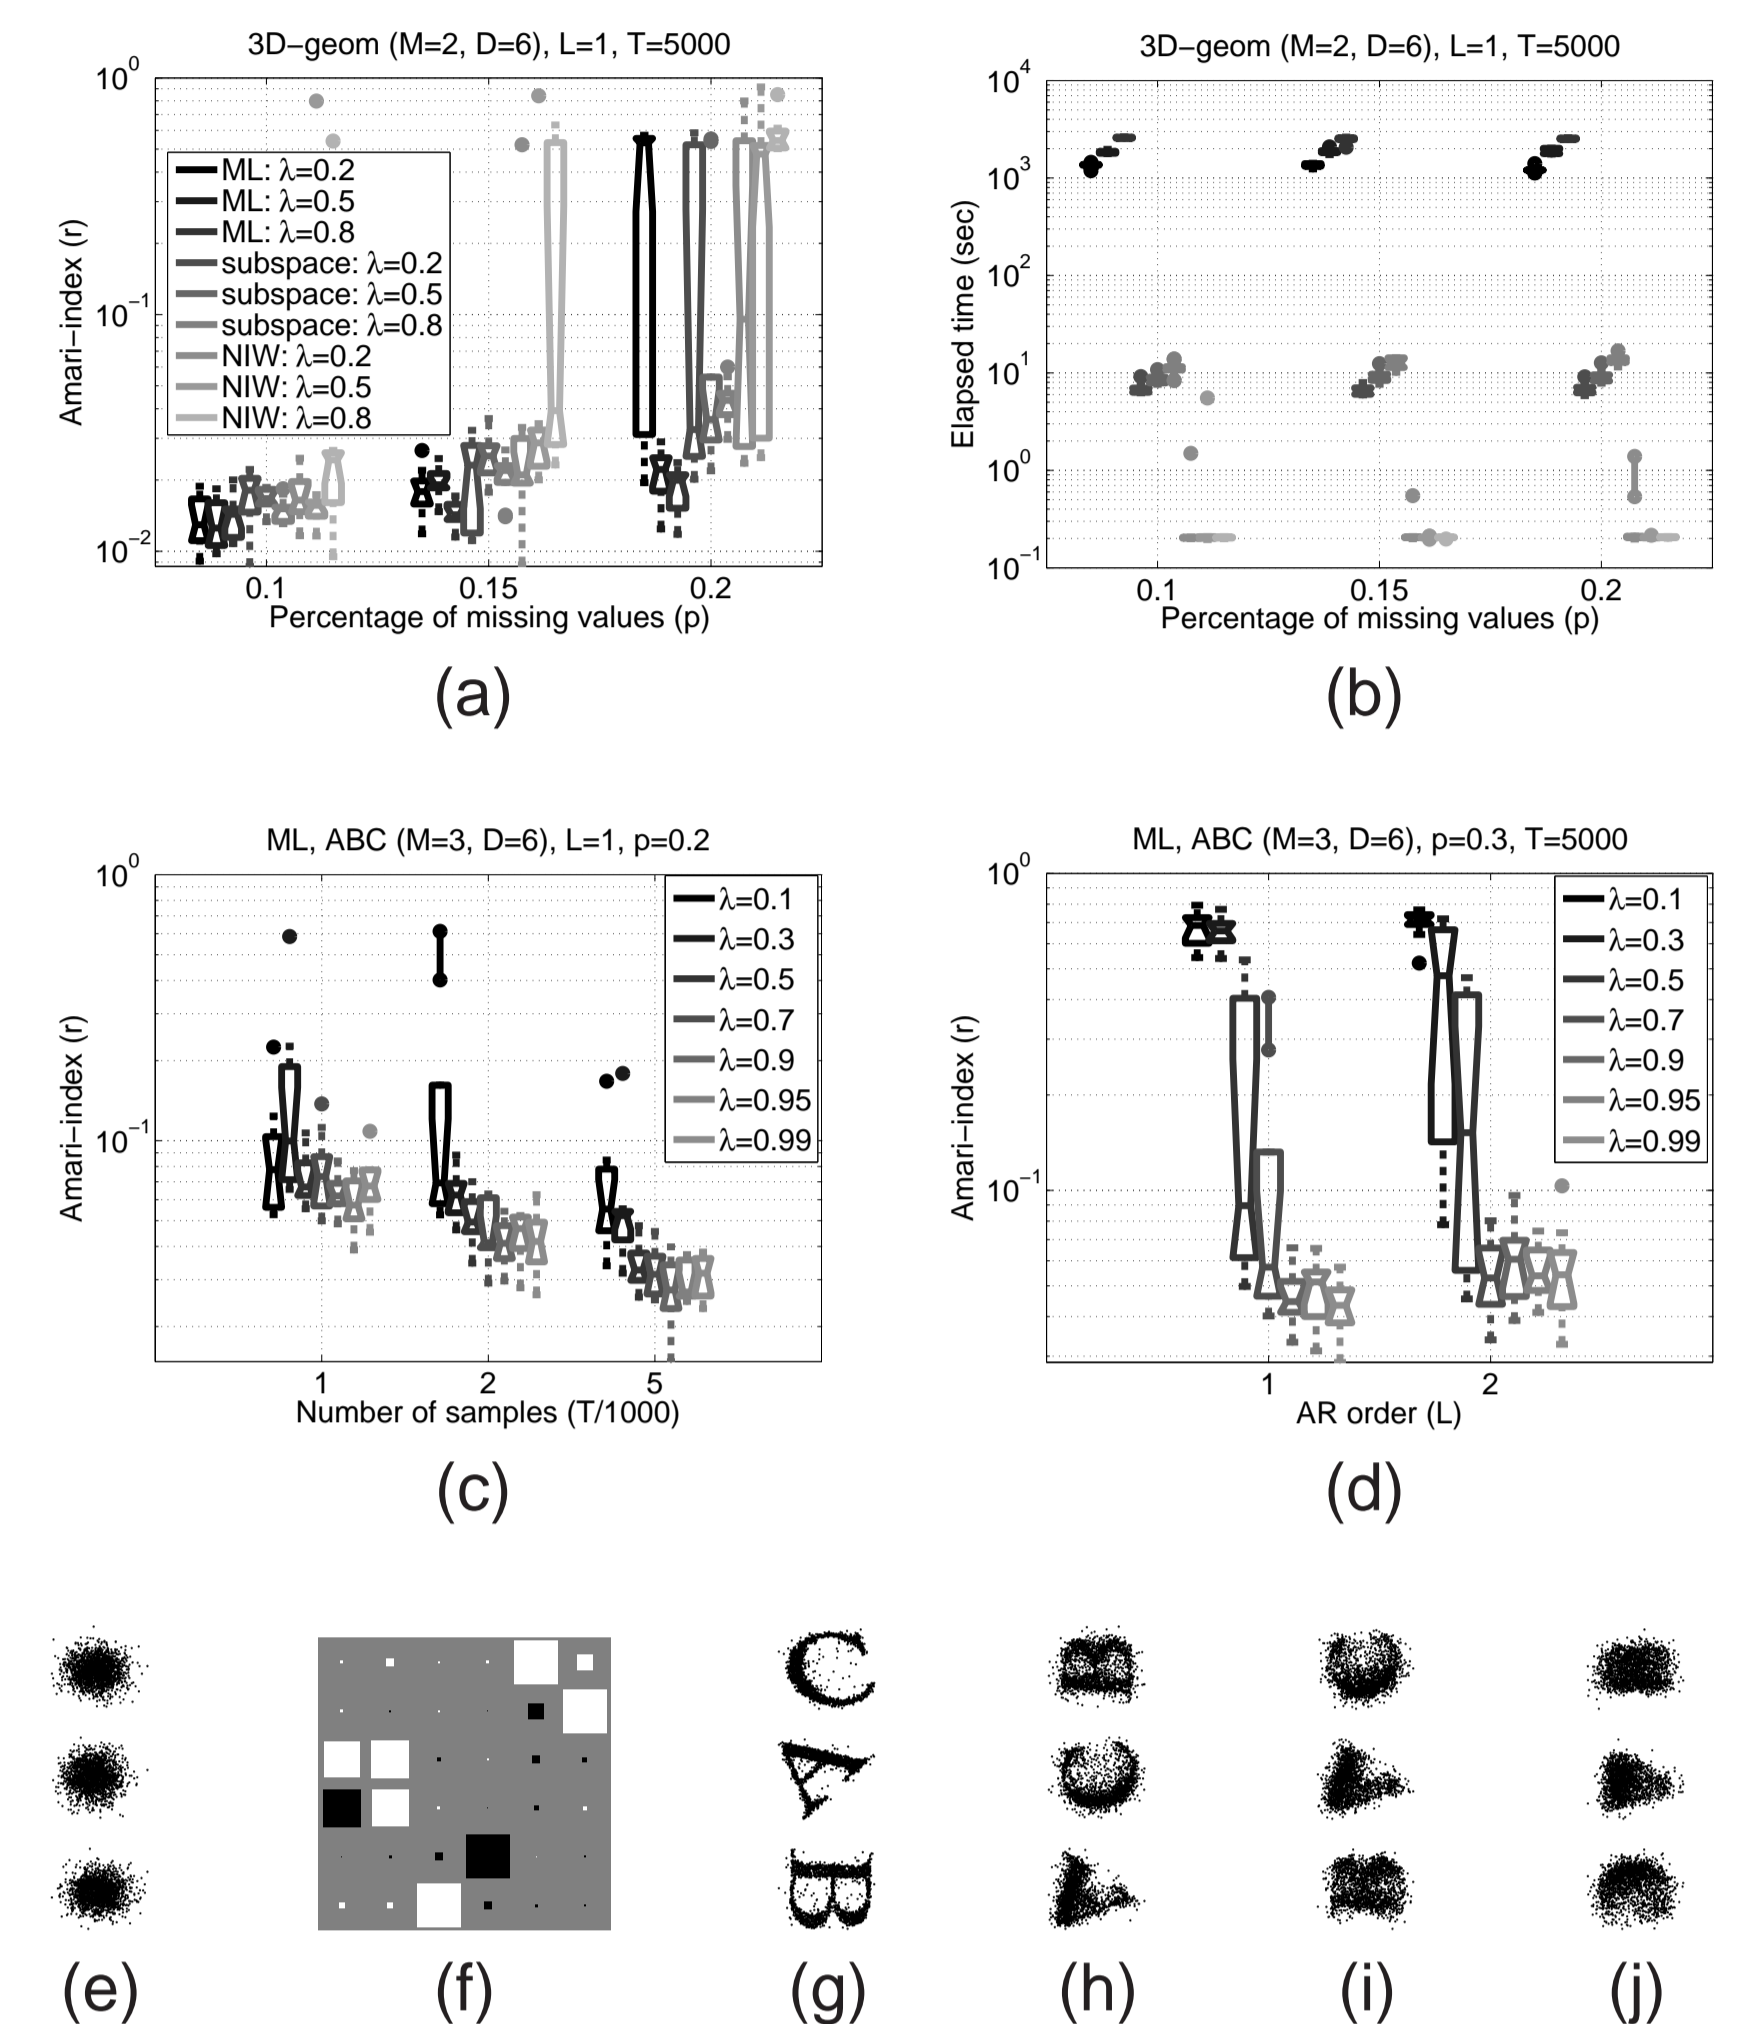 3D−geom (M=2, D=6), L=1, T=5000
10^0
10^−1
10^−2
Amari−index (r)
ML: λ=0.2
ML: λ=0.5
ML: λ=0.8
subspace: λ=0.2
subspace: λ=0.5
subspace: λ=0.8
NIW: λ=0.2
NIW: λ=0.5
NIW: λ=0.8
0.1 0.15 0.2
Percentage of missing values (p)
(a)
3D−geom (M=2, D=6), L=1, T=5000
10^4
10^3
10^2
10^1
10^0
10^−1
Elapsed time (sec)
0.1 0.15 0.2
Percentage of missing values (p)
(b)
ML, ABC (M=3, D=6), L=1, p=0.2
10^0
10^−1
Amari−index (r)
λ=0.1
λ=0.3
λ=0.5
λ=0.7
λ=0.9
λ=0.95
λ=0.99
1 2 5
Number of samples (T/1000)
(c)
ML, ABC (M=3, D=6), p=0.3, T=5000
10^0
10^−1
Amari−index (r)
λ=0.1
λ=0.3
λ=0.5
λ=0.7
λ=0.9
λ=0.95
λ=0.99
1 2
AR order (L)
(d)
C
A
B
B
C
A
(e) (f) (g) (h) (i) (j)